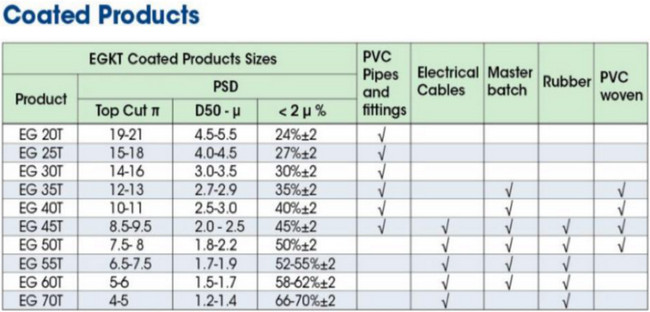 Coated Products
EGKT Coated Products Sizes
PVC Pipes and fittings
Electrical Cables
Master batch
Rubber
PVC woven
Product
PSD
Top Cut π
D50 - μ
< 2 μ %
EG 20T 19-21 4.5-5.5 24%±2 √
EG 25T 15-18 4.0-4.5 27%±2 √
EG 30T 14-16 3.0-3.5 30%±2 √
EG 35T 12-13 2.7-2.9 35%±2 √ √ √
EG 40T 10-11 2.5-3.0 40%±2 √ √ √
EG 45T 8.5-9.5 2.0 - 2.5 45%±2 √ √ √ √ √
EG 50T 7.5- 8 1.8-2.2 50%±2 √ √ √ √
EG 55T 6.5-7.5 1.7-1.9 52-55%±2 √ √ √
EG 60T 5-6 1.5-1.7 58-62%±2 √ √ √
EG 70T 4-5 1.2-1.4 66-70%±2 √ √